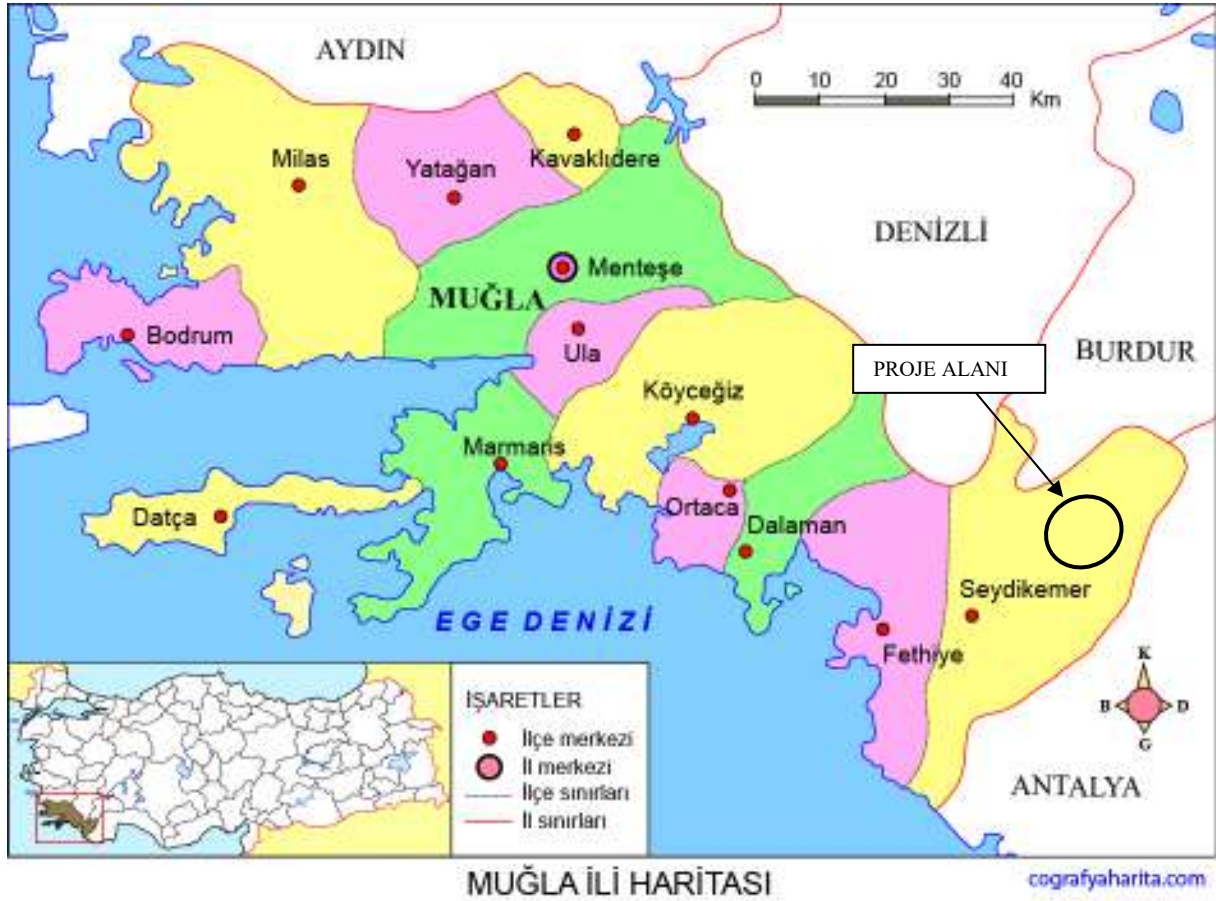 AYDIN
0 10 20 30 40 Km
Milas
Yatağan
Kavaklıdere
DENİZLİ
Menteşe
MUĞLA
Bodrum
Ula
BURDUR
PROJE ALANI
Köyceğiz
Marmaris
Ortaca
Datça
Dalaman
Seydikemer
EGE DENİZİ
Fethiye
K
B D
G
İŞARETLER
İlçe merkezi
İl merkezi
İlçe sınırları
İl sınırları
ANTALYA
MUĞLA İLİ HARİTASI
cografyaharita.com